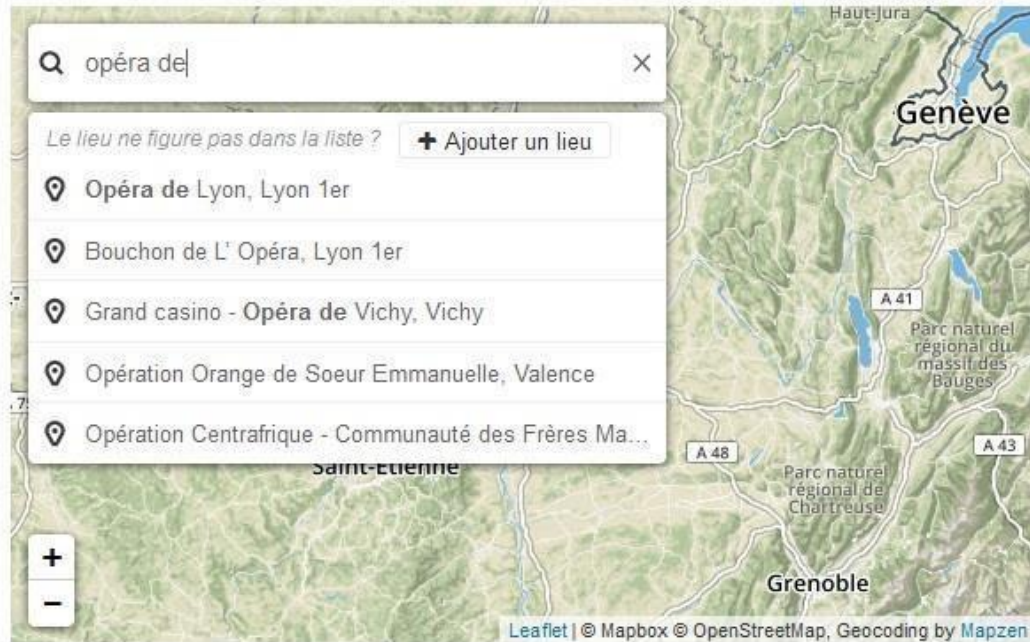 Haut-Jura
opéra de
Genève
Le lieu ne figure pas dans la liste ? + Ajouter un lieu
Opéra de Lyon, Lyon 1er
Bouchon de L' Opéra, Lyon 1er
Grand casino - Opéra de Vichy, Vichy
A 41
Parc naturel
régional du
massif des
Bauges
Opération Orange de Soeur Emmanuelle, Valence
Opération Centrafrique - Communauté des Frères Ma...
A 48
A 43
Saint-Étienne
Parc naturel
régional de
Chartreuse
+
−
Grenoble
Leaflet | © Mapbox © OpenStreetMap, Geocoding by Mapzen